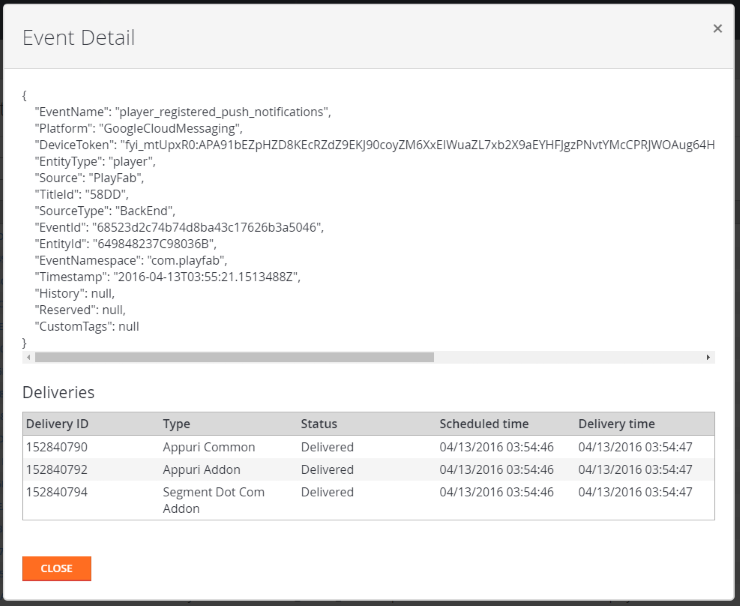 Event Detail
×
{
"EventName": "player_registered_push_notifications",
"Platform": "GoogleCloudMessaging",
"DeviceToken": "fyi_mtUpxR0:APA91bEZpHZD8KEcRZdZ9EKJ90coyZM6XxEIWuaZL7xb2X9aEYHFJgzPNvtYMcCPRJWOAug64H
"EntityType": "player",
"Source": "PlayFab",
"TitleId": "58DD",
"SourceType": "BackEnd",
"EventId": "68523d2c74b74d8ba43c17626b3a5046",
"EntityId": "649848237C98036B",
"EventNamespace": "com.playfab",
"Timestamp": "2016-04-13T03:55:21.1513488Z",
"History": null,
"Reserved": null,
"CustomTags": null
}
Deliveries
Delivery ID Type Status Scheduled time Delivery time
152840790 Appuri Common Delivered 04/13/2016 03:54:46 04/13/2016 03:54:47
152840792 Appuri Addon Delivered 04/13/2016 03:54:46 04/13/2016 03:54:47
152840794 Segment Dot Com Delivered 04/13/2016 03:54:46 04/13/2016 03:54:47
Addon
CLOSE